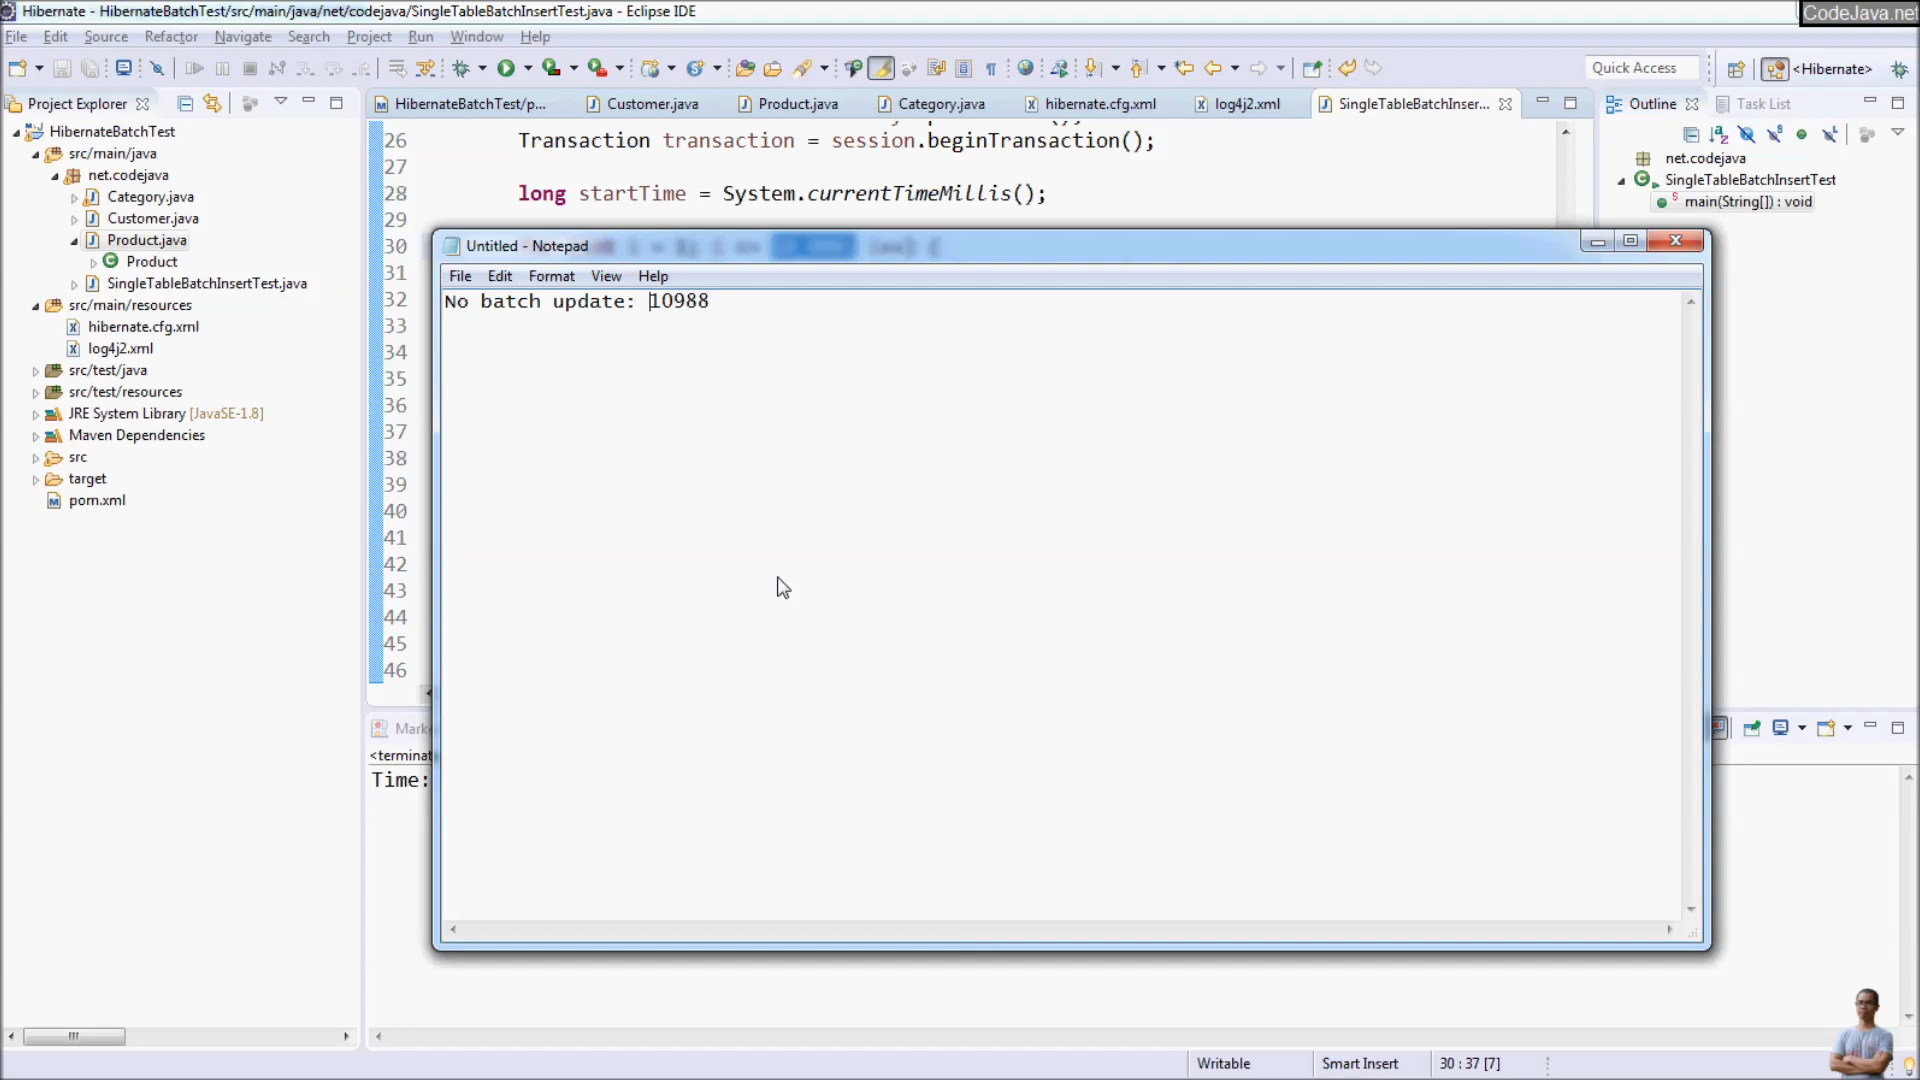 Hibernate - HibernateBatchTest/src/main/java/net/codejava/SingleTableBatchInsertTest.java - Eclipse IDE
CodeJava.net
File Edit Source Refactor Navigate Search Project Run Window Help
Quick Access
<Hibernate>
Project Explorer
HibernateBatchTest/p...
Customer.java
Product.java
Category.java
hibernate.cfg.xml
log4j2.xml
SingleTableBatchInser...
Outline
Task List
HibernateBatchTest
src/main/java
net.codejava
Category.java
Customer.java
Product.java
Product
SingleTableBatchInsertTest.java
src/main/resources
hibernate.cfg.xml
log4j2.xml
src/test/java
src/test/resources
JRE System Library [JavaSE-1.8]
Maven Dependencies
src
target
pom.xml
26 Transaction transaction = session.beginTransaction();
27
28 long startTime = System.currentTimeMillis();
29
30
31
32
33
34
35
36
37
38
39
40
41
42
43
44
45
46
net.codejava
SingleTableBatchInsertTest
main(String[]) : void
Untitled - Notepad
File Edit Format View Help
No batch update: 10988
Mark
<terminat
Time:
Writable
Smart Insert
30 : 37 [7]